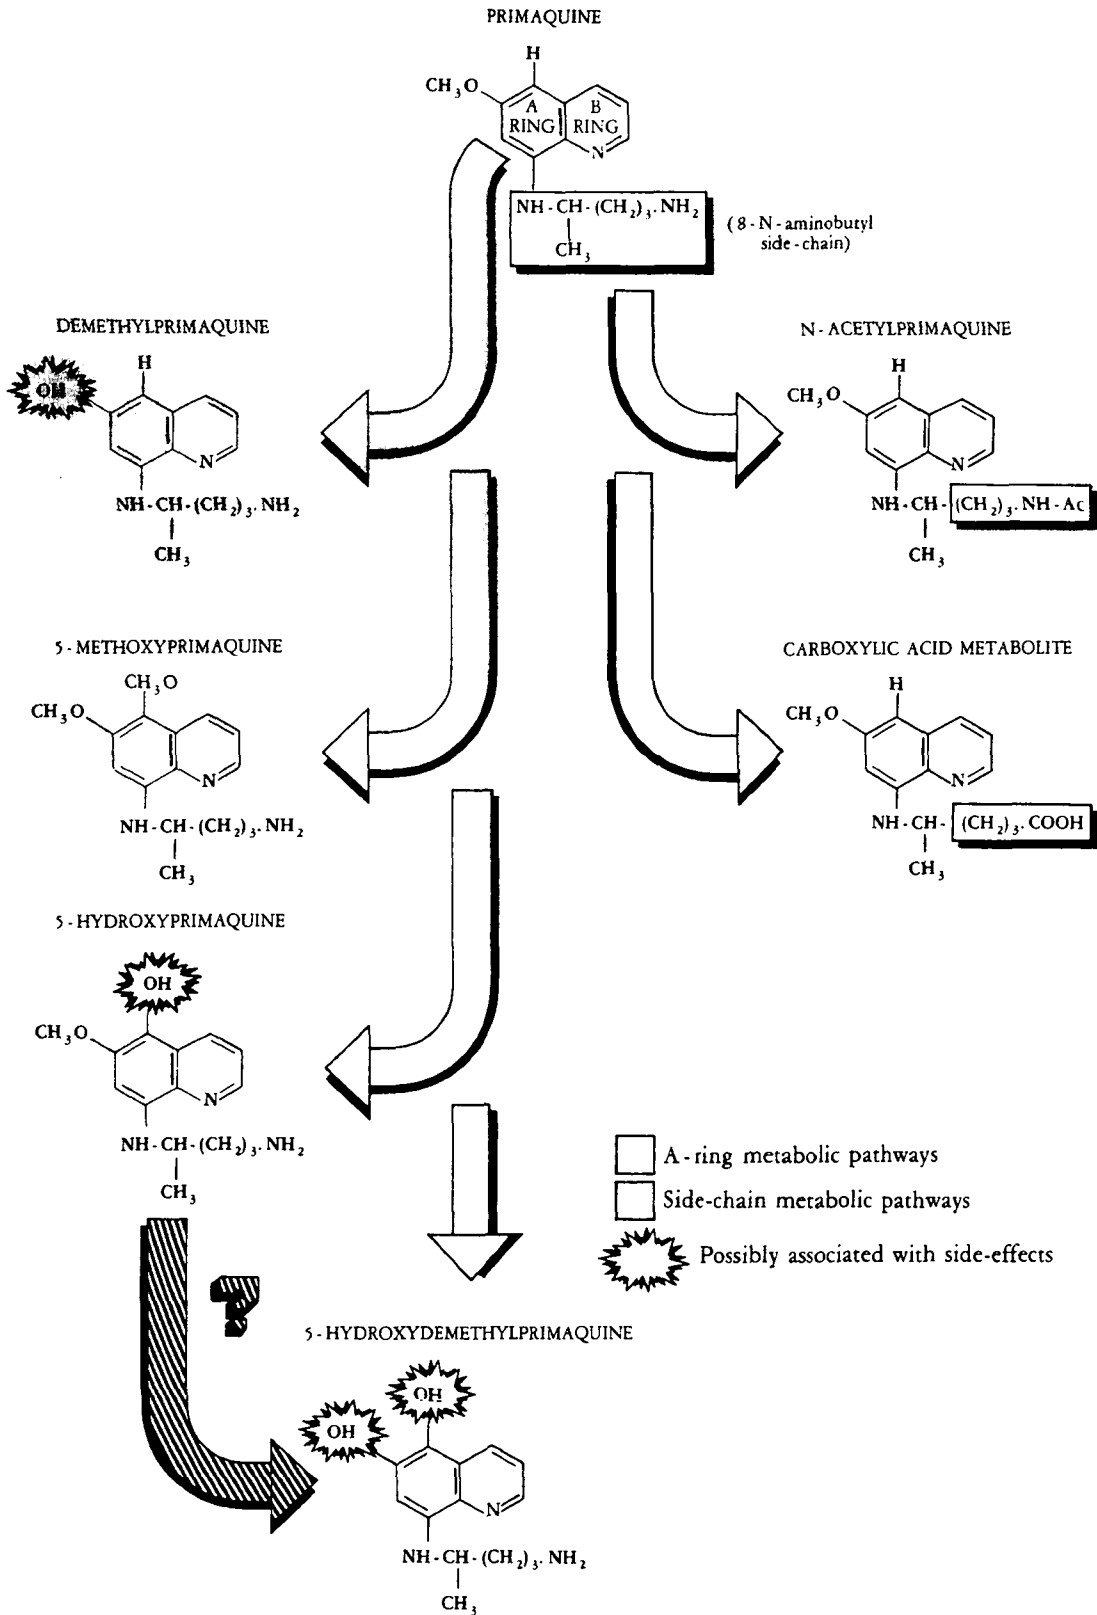 PRIMAQUINE
H
CH₃O
A RING
B RING
N
NH-CH-(CH₂)₃.NH₂
CH₃
(8-N-aminobutyl
side-chain)
DEMETHYLPRIMAQUINE
H
OH
N
NH-CH-(CH₂)₃.NH₂
CH₃
N-ACETYLPRIMAQUINE
H
CH₃O
N
NH-CH-(CH₂)₃.NH-Ac
CH₃
5-METHOXYPRIMAQUINE
CH₃O
CH₃O
N
NH-CH-(CH₂)₃.NH₂
CH₃
CARBOXYLIC ACID METABOLITE
H
CH₃O
N
NH-CH-(CH₂)₃.COOH
CH₃
5-HYDROXYPRIMAQUINE
OH
CH₃O
N
NH-CH-(CH₂)₃.NH₂
CH₃
A-ring metabolic pathways
Side-chain metabolic pathways
Possibly associated with side-effects
?
5-HYDROXYDEMETHYLPRIMAQUINE
OH
OH
N
NH-CH-(CH₂)₃.NH₂
CH₃